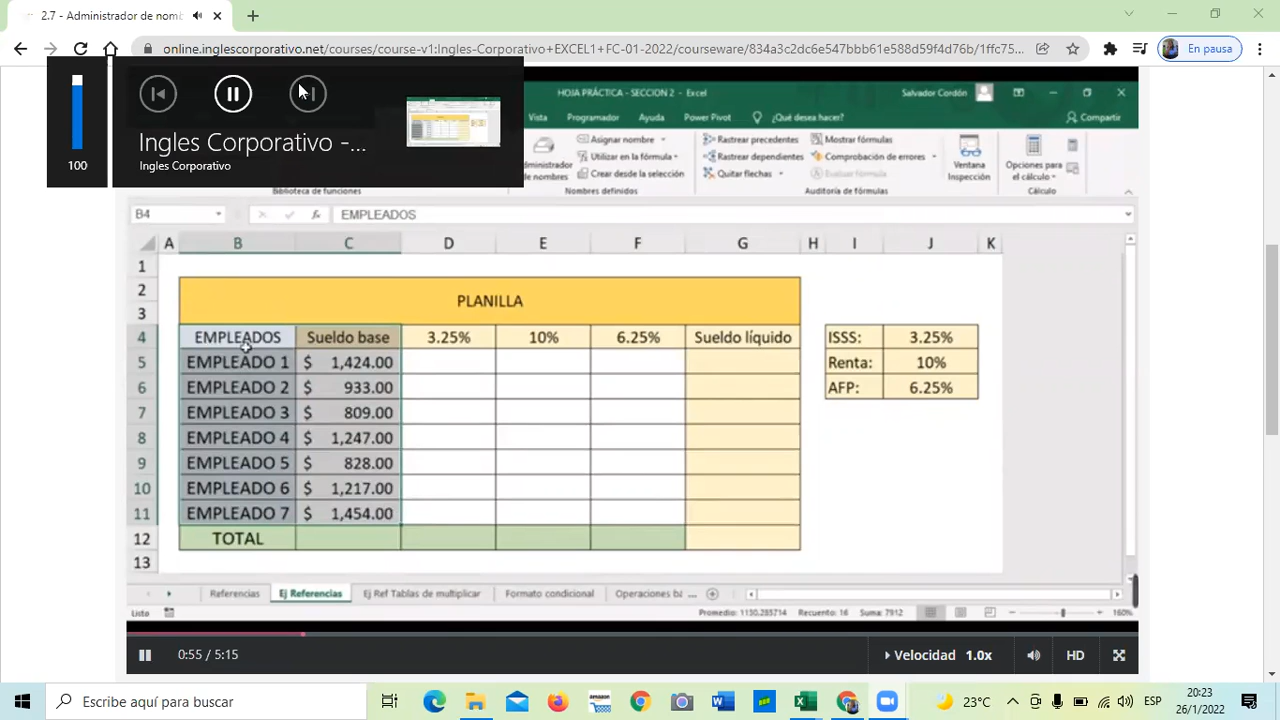 2.7 - Administrador de nom
En pausa
online.inglescorporativo.net/courses/course-v1:Ingles-Corporativo+EXCEL1+FC-01-2022/courseware/
100
Ingles Corporativo -...
Ingles Corporativo
HOJA PRÁCTICA - SECCION 2 - Excel
Salvador Cordón
Vista Programador Ayuda Power Pivot ¿Qué desea hacer? Compartir
Administrador de nombres
Asignar nombre
Utilizar en la fórmula
Crear desde la selección
Rastrear precedentes
Rastrear dependientes
Quitar flechas
Mostrar fórmulas
Comprobación de errores
Evaluar fórmula
Ventana Inspección
Opciones para el cálculo
Biblioteca de funciones Nombres definidos Auditoría de fórmulas Cálculo
B4 fx EMPLEADOS
A B C D E F G H I J K
1
2
PLANILLA
3
4 EMPLEADOS Sueldo base 3.25% 10% 6.25% Sueldo líquido ISSS: 3.25%
5 EMPLEADO 1 $ 1,424.00 Renta: 10%
6 EMPLEADO 2 $ 933.00 AFP: 6.25%
7 EMPLEADO 3 $ 809.00
8 EMPLEADO 4 $ 1,247.00
9 EMPLEADO 5 $ 828.00
10 EMPLEADO 6 $ 1,217.00
11 EMPLEADO 7 $ 1,454.00
12 TOTAL
13
Referencias Ej Referencias Ej Ref Tablas de multiplicar Formato condicional Operaciones bá ...
Listo Promedio: 1130.285714 Recuento: 16 Suma: 7912 160%
0:55 / 5:15 Velocidad 1.0x HD
Escribe aquí para buscar
23°C ESP
20:23
26/1/2022